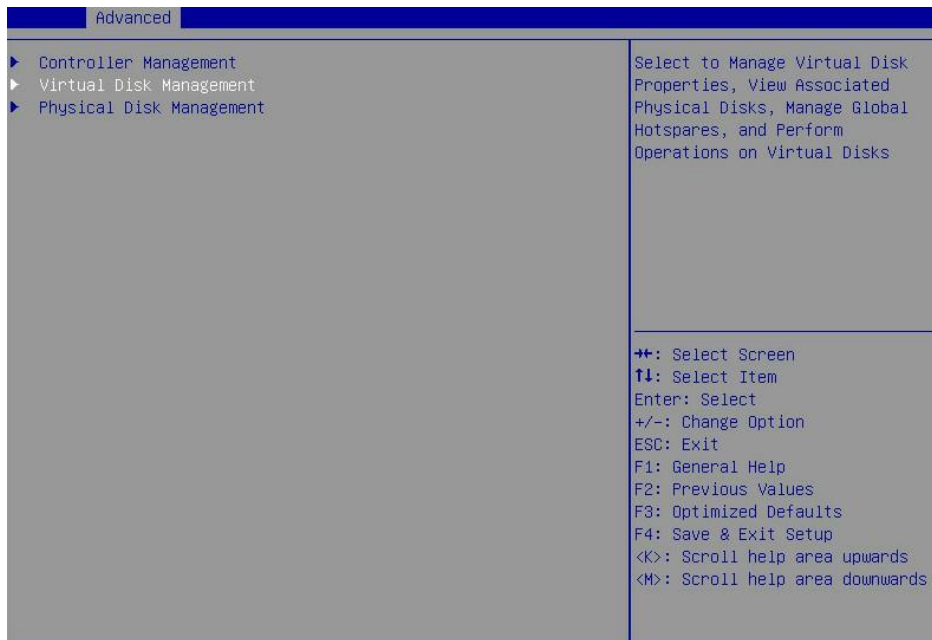 Advanced
Controller Management
Virtual Disk Management
Physical Disk Management
Select to Manage Virtual Disk
Properties, View Associated
Physical Disks, Manage Global
Hotspares, and Perform
Operations on Virtual Disks
→←: Select Screen
↑↓: Select Item
Enter: Select
+/-: Change Option
ESC: Exit
F1: General Help
F2: Previous Values
F3: Optimized Defaults
F4: Save & Exit Setup
<K>: Scroll help area upwards
<M>: Scroll help area downwards